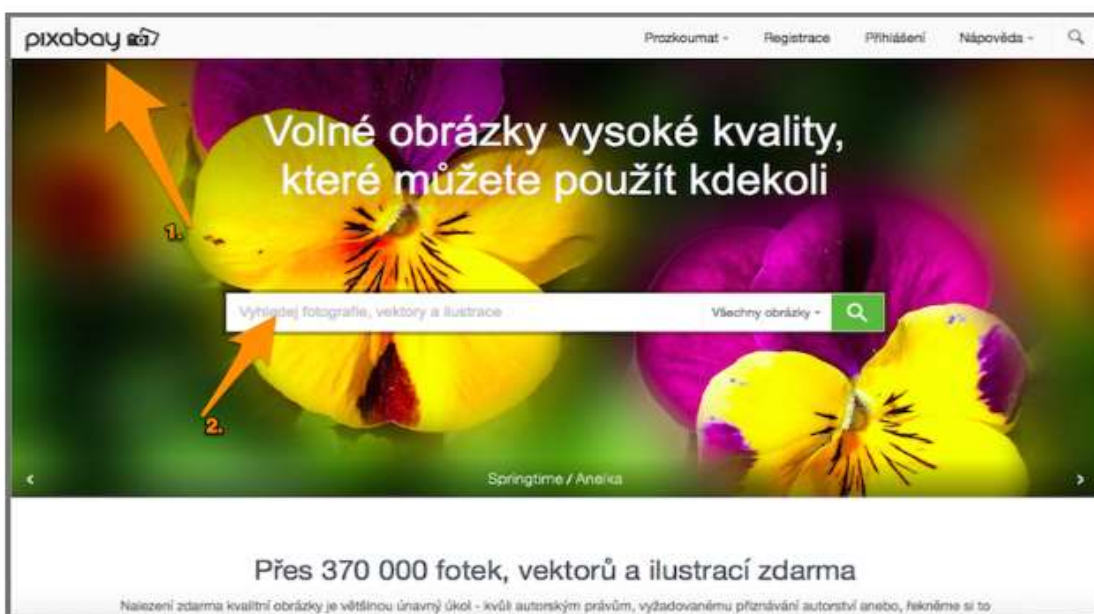 pixabay
Prozkoumat - Registrace Přihlášení Nápověda -
Volné obrázky vysoké kvality,
které můžete použít kdekoli
1.
Vyhledej fotografie, vektory a ilustrace Všechny obrázky -
2.
‹ Springtime / Anelka ›
Přes 370 000 fotek, vektorů a ilustrací zdarma
Nalezení zdarma kvalitní obrázky je většinou únavný úkol - kvůli autorským právům, vyžadovanému přiznávání autorství anebo, řekněme si to